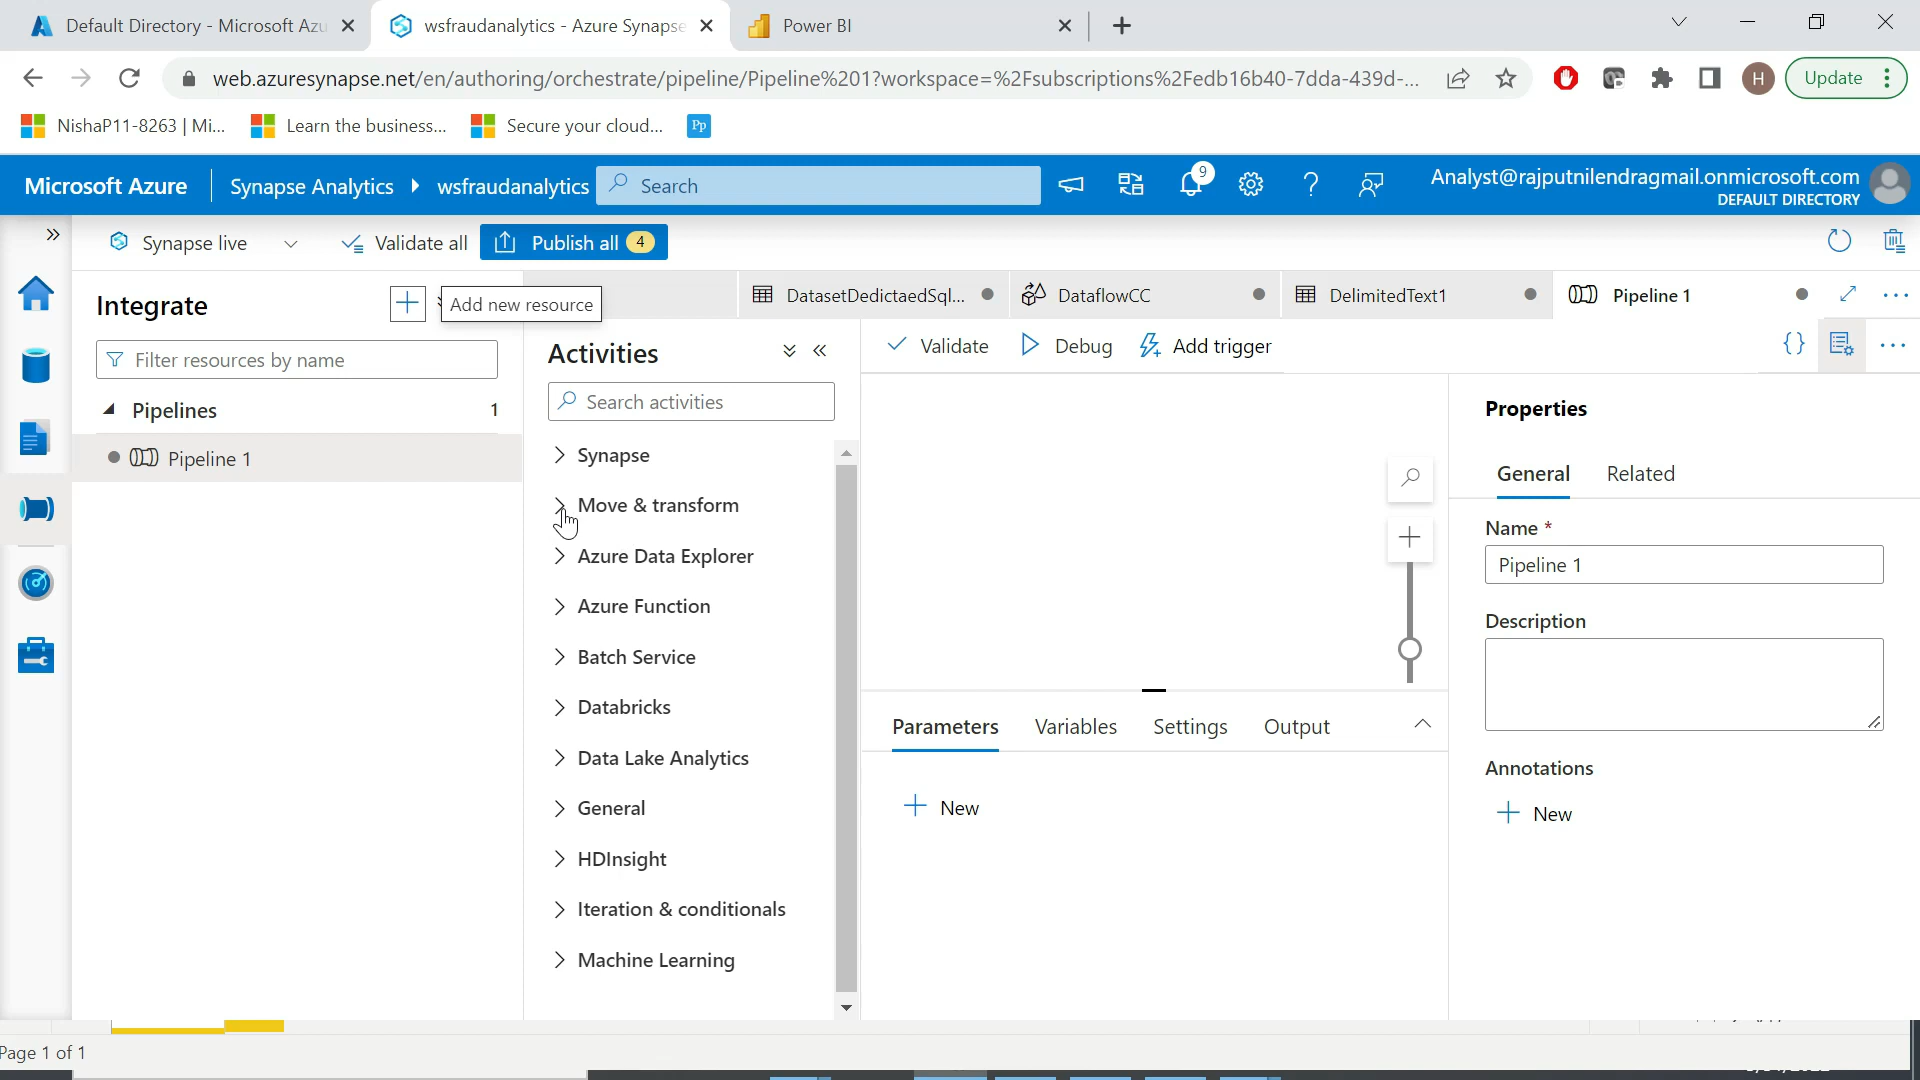 Default Directory - Microsoft Azu
wsfraudanalytics - Azure Synapse
Power BI
web.azuresynapse.net/en/authoring/orchestrate/pipeline/Pipeline%201?workspace=%2Fsubscriptions%2Fedb16b40-7dda-439d-...
H
Update
NishaP11-8263 | Mi...
Learn the business...
Secure your cloud...
Pp
Microsoft Azure
Synapse Analytics
wsfraudanalytics
Search
9
Analyst@rajputnilendragmail.onmicrosoft.com
DEFAULT DIRECTORY
Synapse live
Validate all
Publish all 4
Integrate
Add new resource
DatasetDedictaedSql...
DataflowCC
DelimitedText1
Pipeline 1
Filter resources by name
Pipelines 1
Pipeline 1
Activities
Search activities
Synapse
Move & transform
Azure Data Explorer
Azure Function
Batch Service
Databricks
Data Lake Analytics
General
HDInsight
Iteration & conditionals
Machine Learning
Validate
Debug
Add trigger
Parameters
Variables
Settings
Output
New
Properties
General
Related
Name *
Pipeline 1
Description
Annotations
New
Page 1 of 1